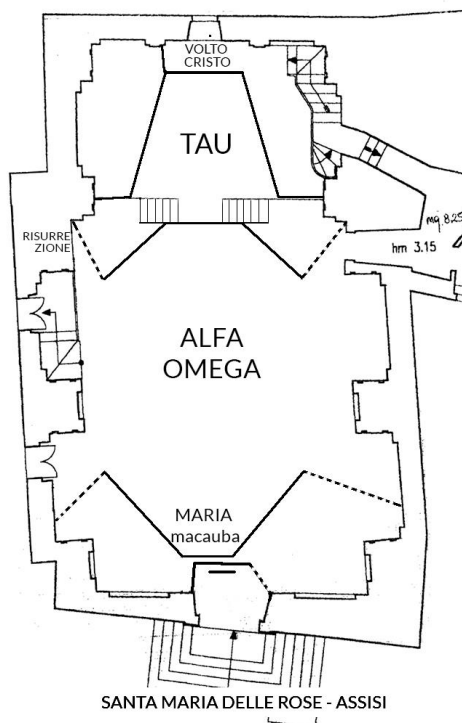 VOLTO
CRISTO
TAU
mq. 8.25
hm 3.15
RISURRE
ZIONE
ALFA
OMEGA
MARIA
macauba
SANTA MARIA DELLE ROSE - ASSISI